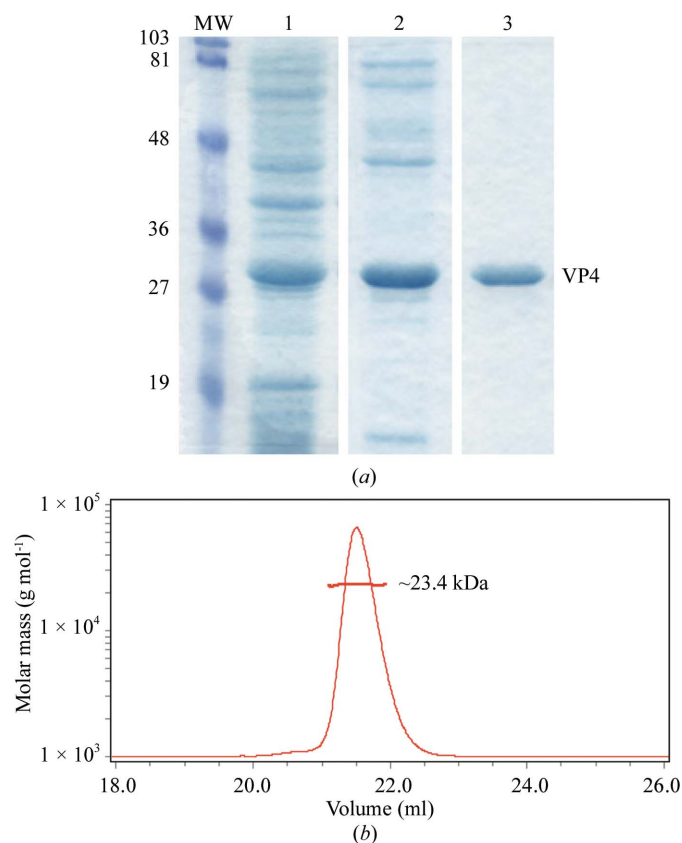 MW 1 2 3
103
81
48
36
27
19
VP4
(a)
1 × 10⁵
1 × 10⁴
1 × 10³
Molar mass (g mol⁻¹)
~23.4 kDa
18.0 20.0 22.0 24.0 26.0
Volume (ml)
(b)